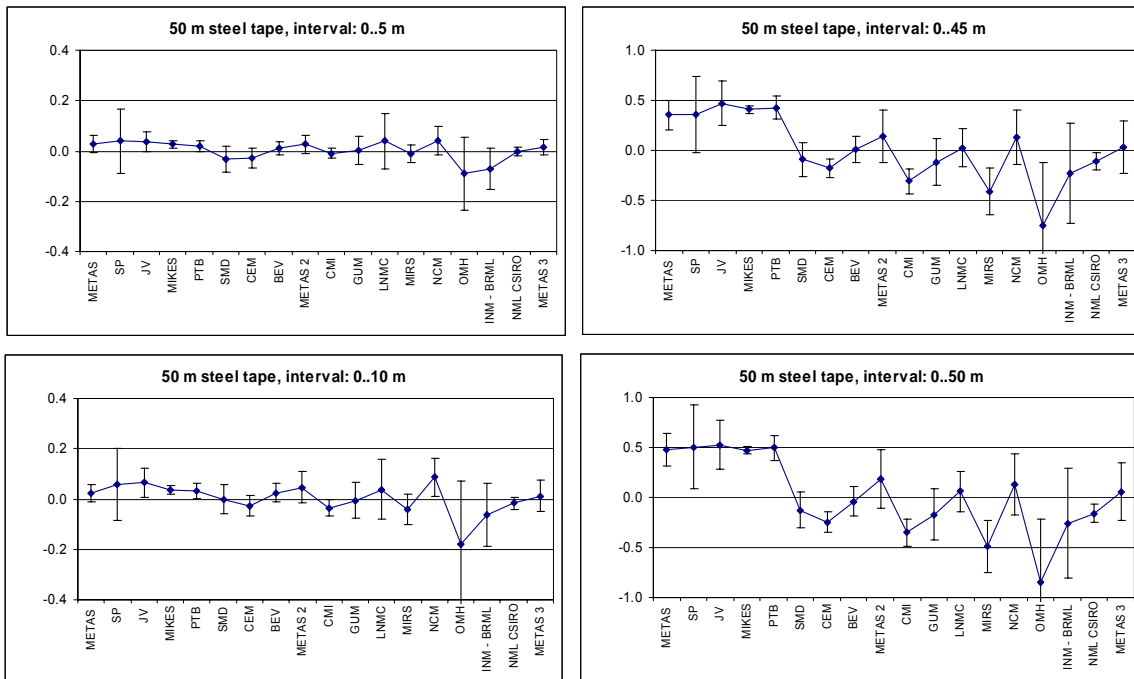 50 m steel tape, interval: 0..5 m
0.4
0.2
0.0
-0.2
-0.4
METAS
SP
JV
MIKES
PTB
SMD
CEM
BEV
METAS 2
CMI
GUM
LNMC
MIRS
NCM
OMH
INM - BRML
NML CSIRO
METAS 3
50 m steel tape, interval: 0..45 m
1.0
0.5
0.0
-0.5
-1.0
METAS
SP
JV
MIKES
PTB
SMD
CEM
BEV
METAS 2
CMI
GUM
LNMC
MIRS
NCM
OMH
INM - BRML
NML CSIRO
METAS 3
50 m steel tape, interval: 0..10 m
0.4
0.2
0.0
-0.2
-0.4
METAS
SP
JV
MIKES
PTB
SMD
CEM
BEV
METAS 2
CMI
GUM
LNMC
MIRS
NCM
OMH
INM - BRML
NML CSIRO
METAS 3
50 m steel tape, interval: 0..50 m
1.0
0.5
0.0
-0.5
-1.0
METAS
SP
JV
MIKES
PTB
SMD
CEM
BEV
METAS 2
CMI
GUM
LNMC
MIRS
NCM
OMH
INM - BRML
NML CSIRO
METAS 3